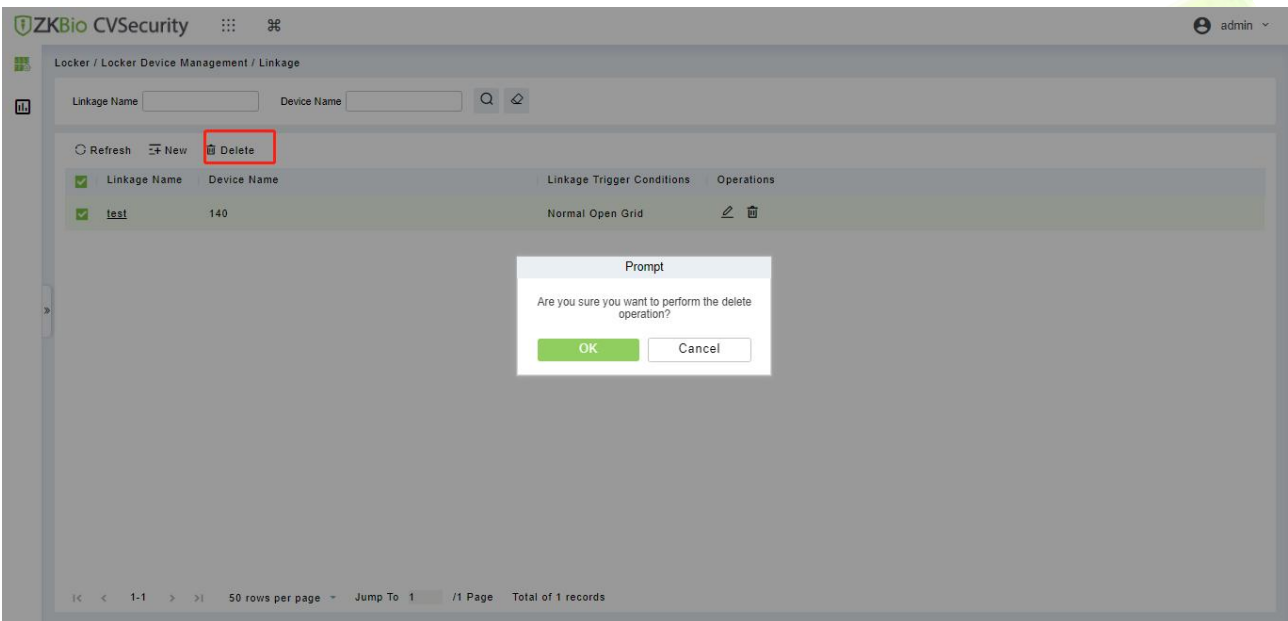 ZKBio CVSecurity admin
Locker / Locker Device Management / Linkage
Linkage Name Device Name
Refresh New Delete
Linkage Name Device Name Linkage Trigger Conditions Operations
test 140 Normal Open Grid
Prompt
Are you sure you want to perform the delete
operation?
OK Cancel
1-1 50 rows per page Jump To 1 /1 Page Total of 1 records